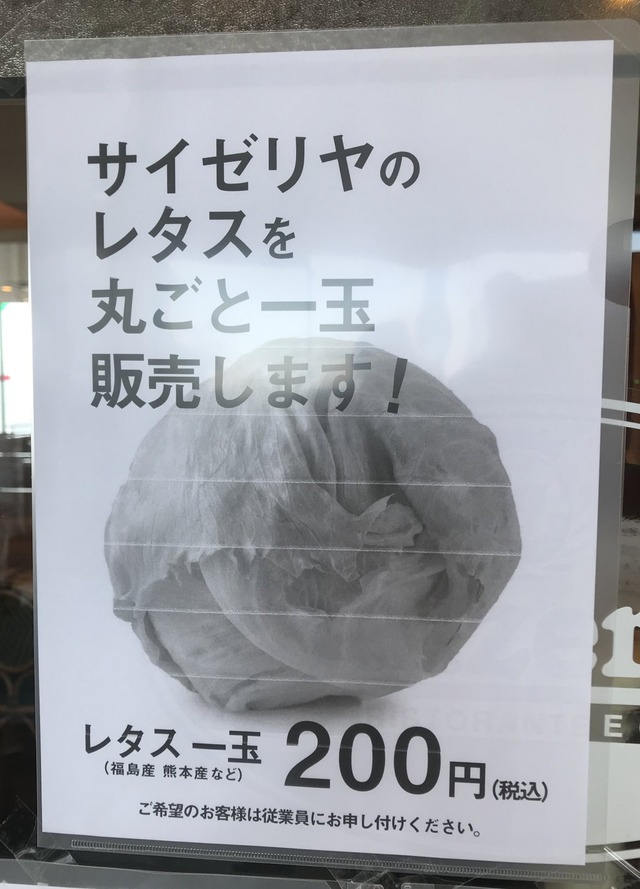 サイゼリヤの
レタスを
丸ごと一玉
販売します!
レタス 一玉 200円(税込)
(福島産 熊本産など)
ご希望のお客様は従業員にお申し付けください。